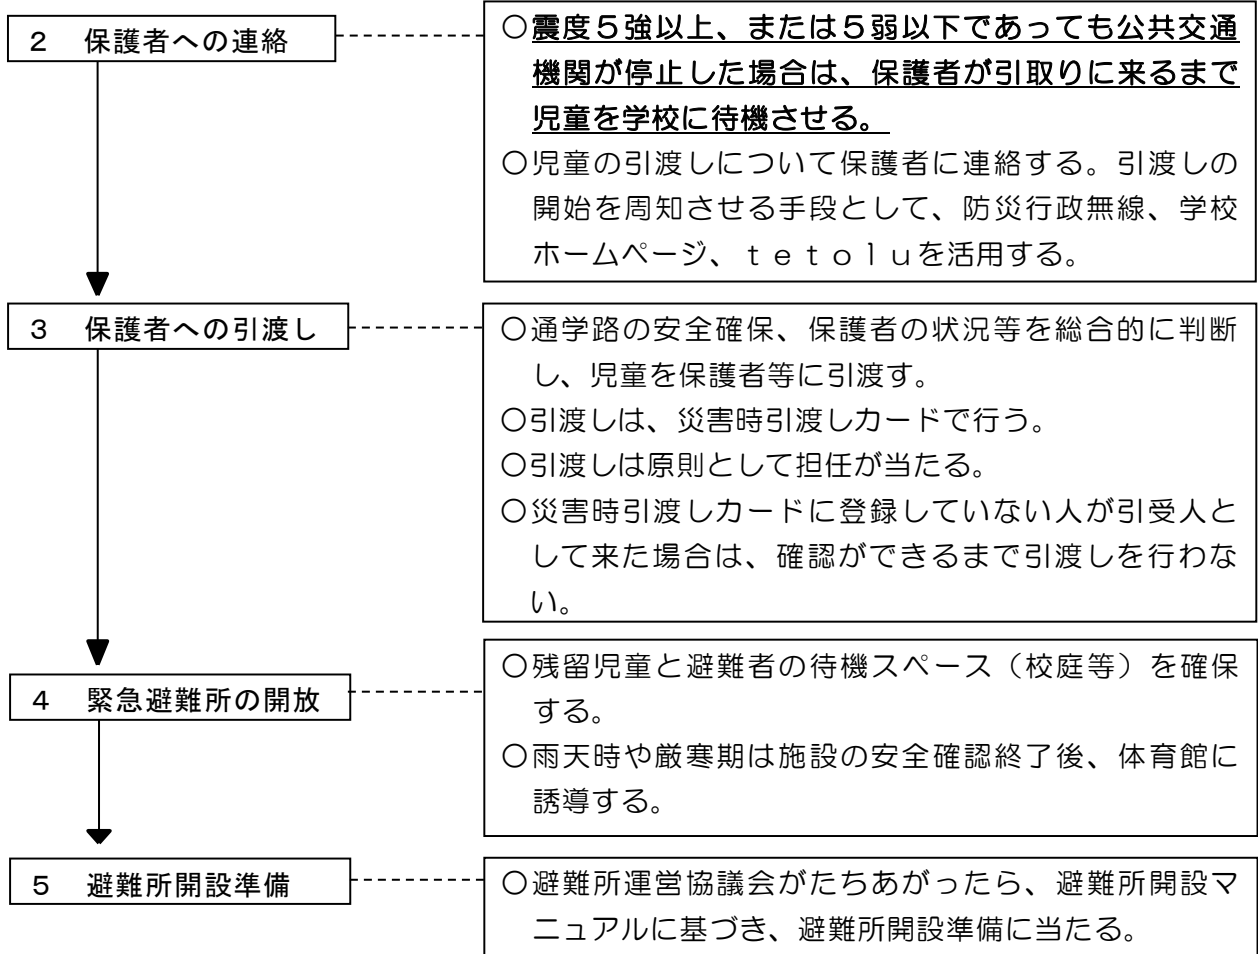 ２　保護者への連絡
○震度５強以上、または５弱以下であっても公共交通
機関が停止した場合は、保護者が引取りに来るまで
児童を学校に待機させる。
○児童の引渡しについて保護者に連絡する。引渡しの
開始を周知させる手段として、防災行政無線、学校
ホームページ、ｔｅｔｏｌｕを活用する。
３　保護者への引渡し
○通学路の安全確保、保護者の状況等を総合的に判断
し、児童を保護者等に引渡す。
○引渡しは、災害時引渡しカードで行う。
○引渡しは原則として担任が当たる。
○災害時引渡しカードに登録していない人が引受人と
して来た場合は、確認ができるまで引渡しを行わな
い。
４　緊急避難所の開放
○残留児童と避難者の待機スペース（校庭等）を確保
する。
○雨天時や厳寒期は施設の安全確認終了後、体育館に
誘導する。
５　避難所開設準備
○避難所運営協議会がたちあがったら、避難所開設マ
ニュアルに基づき、避難所開設準備に当たる。